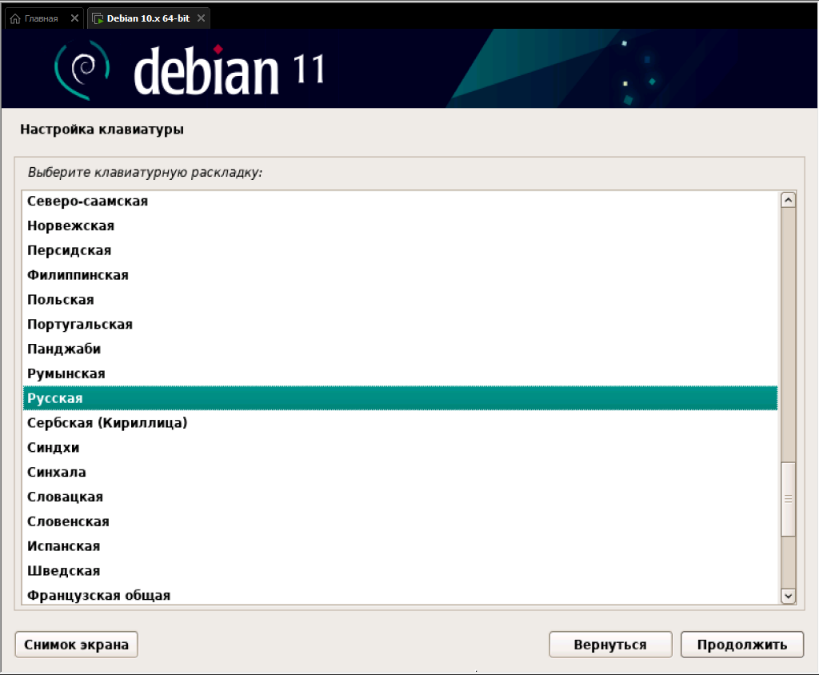 Главная
Debian 10.x 64-bit
debian 11
Настройка клавиатуры
Выберите клавиатурную раскладку:
Северо-саамская
Норвежская
Персидская
Филиппинская
Польская
Португальская
Панджаби
Румынская
Русская
Сербская (Кириллица)
Синдхи
Синхала
Словацкая
Словенская
Испанская
Шведская
Французская общая
Снимок экрана
Вернуться
Продолжить